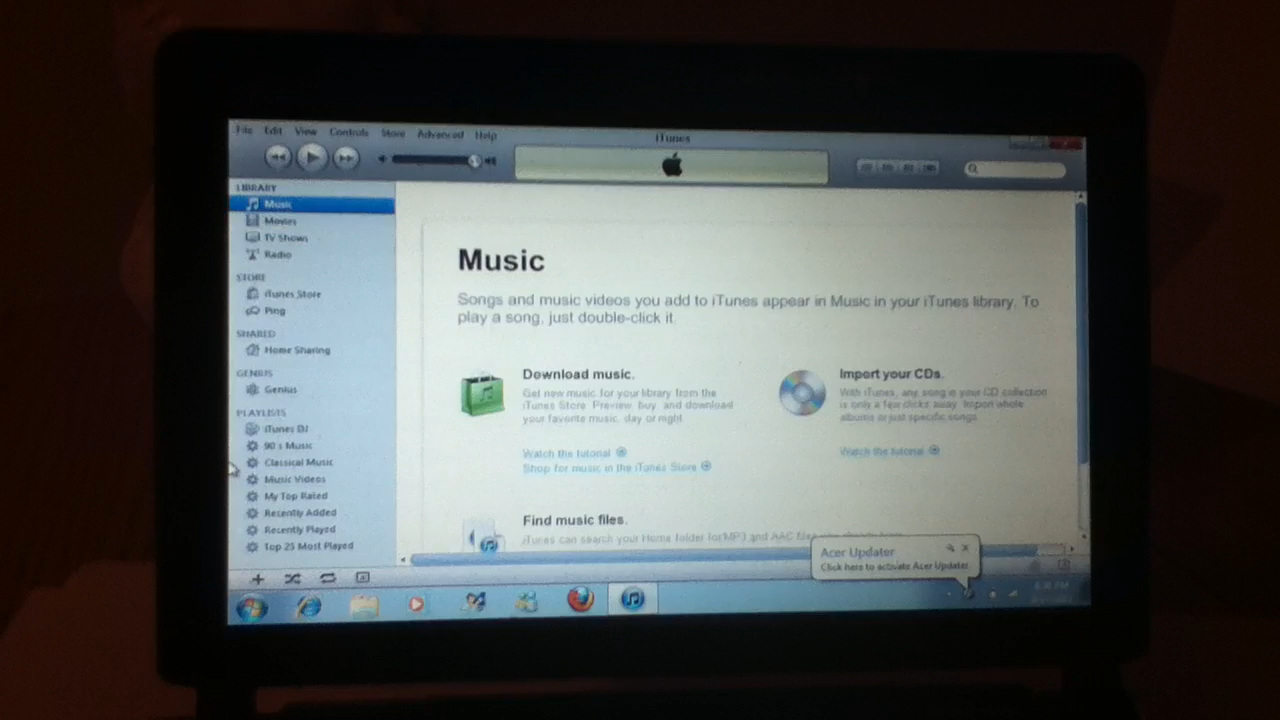 File Edit View Controls Store Advanced Help
iTunes
LIBRARY
Music
Movies
TV Shows
Radio
STORE
iTunes Store
Ping
SHARED
Home Sharing
GENIUS
Genius
PLAYLISTS
iTunes DJ
90's Music
Classical Music
Music Videos
My Top Rated
Recently Added
Recently Played
Top 25 Most Played
Music
Songs and music videos you add to iTunes appear in Music in your iTunes library. To
play a song, just double-click it.
Download music.
Get new music for your library from the
iTunes Store. Preview, buy, and download
your favorite music, day or night.
Watch the tutorial
Shop for music in the iTunes Store
Import your CDs.
With iTunes, any song in your CD collection
is only a few clicks away. Import whole
albums or just specific songs.
Watch the tutorial
Find music files.
iTunes can search your Home folder for MP3 and AAC files
Acer Updater
Click here to activate Acer Updater.